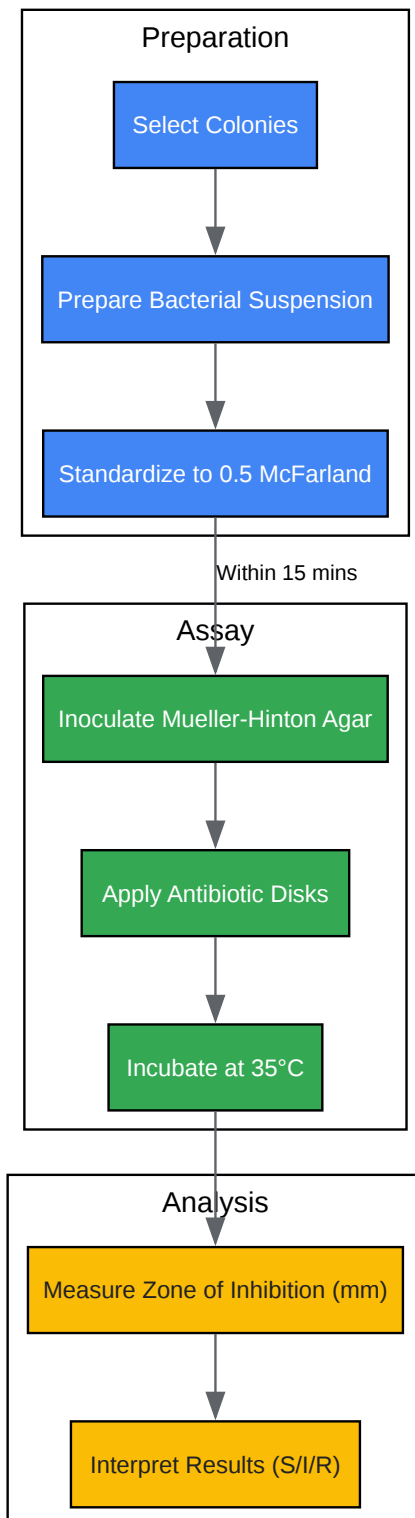 Preparation
Select Colonies
Prepare Bacterial Suspension
Standardize to 0.5 McFarland
Within 15 mins
Assay
Inoculate Mueller-Hinton Agar
Apply Antibiotic Disks
Incubate at 35°C
Analysis
Measure Zone of Inhibition (mm)
Interpret Results (S/I/R)